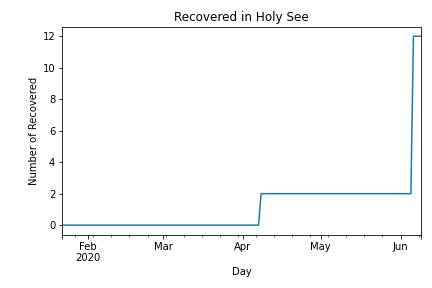 Recovered in Holy See
Number of Recovered
12
10
8
6
4
2
0
Feb
2020
Mar
Apr
May
Jun
Day